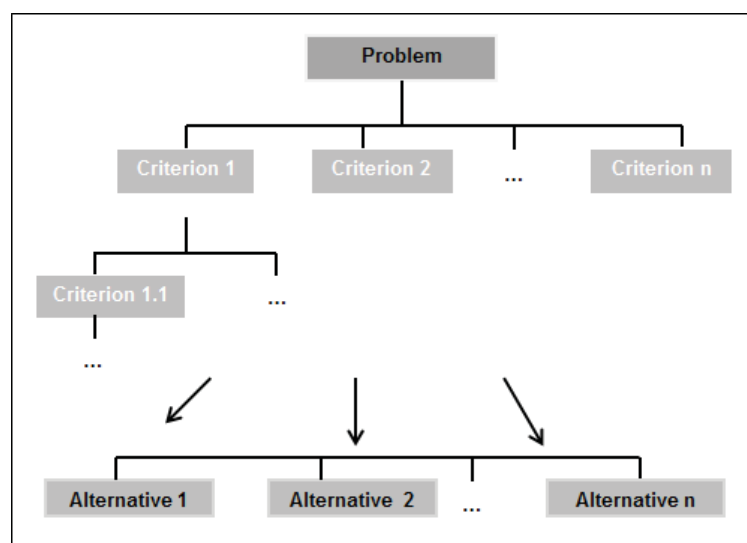 Problem
Criterion 1 Criterion 2 ... Criterion n
Criterion 1.1 ...
...
Alternative 1 Alternative 2 ... Alternative n